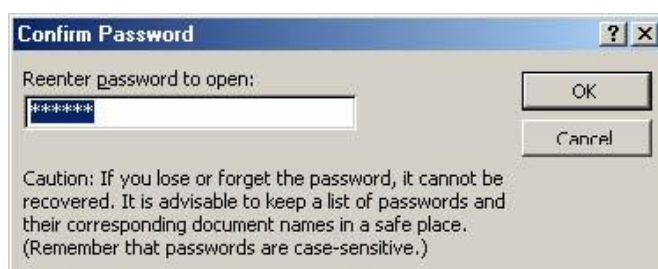 Confirm Password
? X
Reenter password to open:
OK
******
Cancel
Caution: If you lose or forget the password, it cannot be
recovered. It is advisable to keep a list of passwords and
their corresponding document names in a safe place.
(Remember that passwords are case-sensitive.)